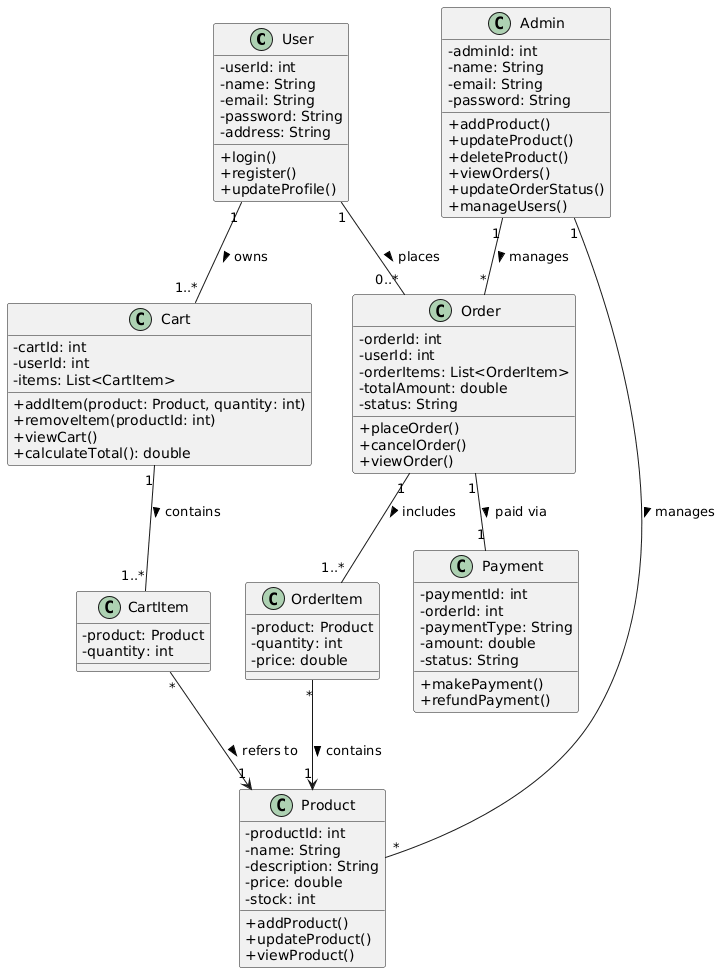 C User
-userId: int
-name: String
-email: String
-password: String
-address: String
+login()
+register()
+updateProfile()
C Admin
-adminId: int
-name: String
-email: String
-password: String
+addProduct()
+updateProduct()
+deleteProduct()
+viewOrders()
+updateOrderStatus()
+manageUsers()
1
owns
1..*
1
places
0..*
1
manages
*
1
manages
*
C Cart
-cartId: int
-userId: int
-items: List<CartItem>
+addItem(product: Product, quantity: int)
+removeItem(productId: int)
+viewCart()
+calculateTotal(): double
C Order
-orderId: int
-userId: int
-orderItems: List<OrderItem>
-totalAmount: double
-status: String
+placeOrder()
+cancelOrder()
+viewOrder()
1
contains
1..*
1
includes
1..*
1
paid via
1
C CartItem
-product: Product
-quantity: int
C OrderItem
-product: Product
-quantity: int
-price: double
C Payment
-paymentId: int
-orderId: int
-paymentType: String
-amount: double
-status: String
+makePayment()
+refundPayment()
*
refers to
1
*
contains
1
C Product
-productId: int
-name: String
-description: String
-price: double
-stock: int
+addProduct()
+updateProduct()
+viewProduct()